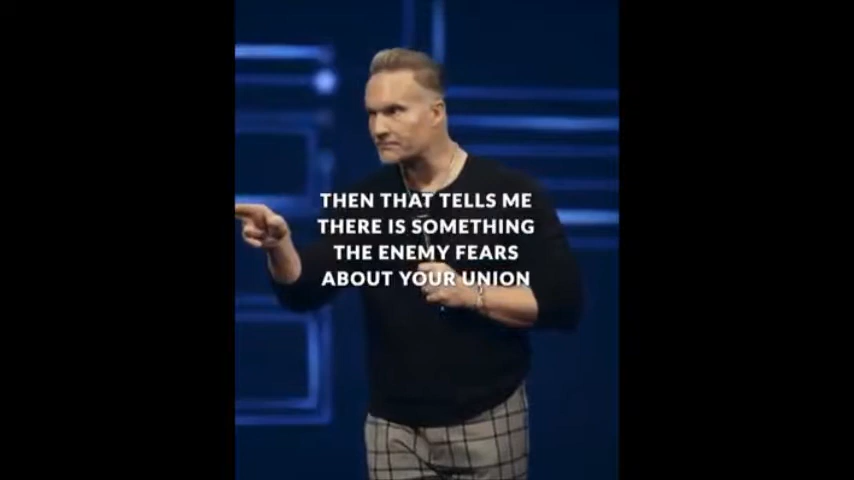 THEN THAT TELLS ME
THERE IS SOMETHING
THE ENEMY FEARS
ABOUT YOUR UNION